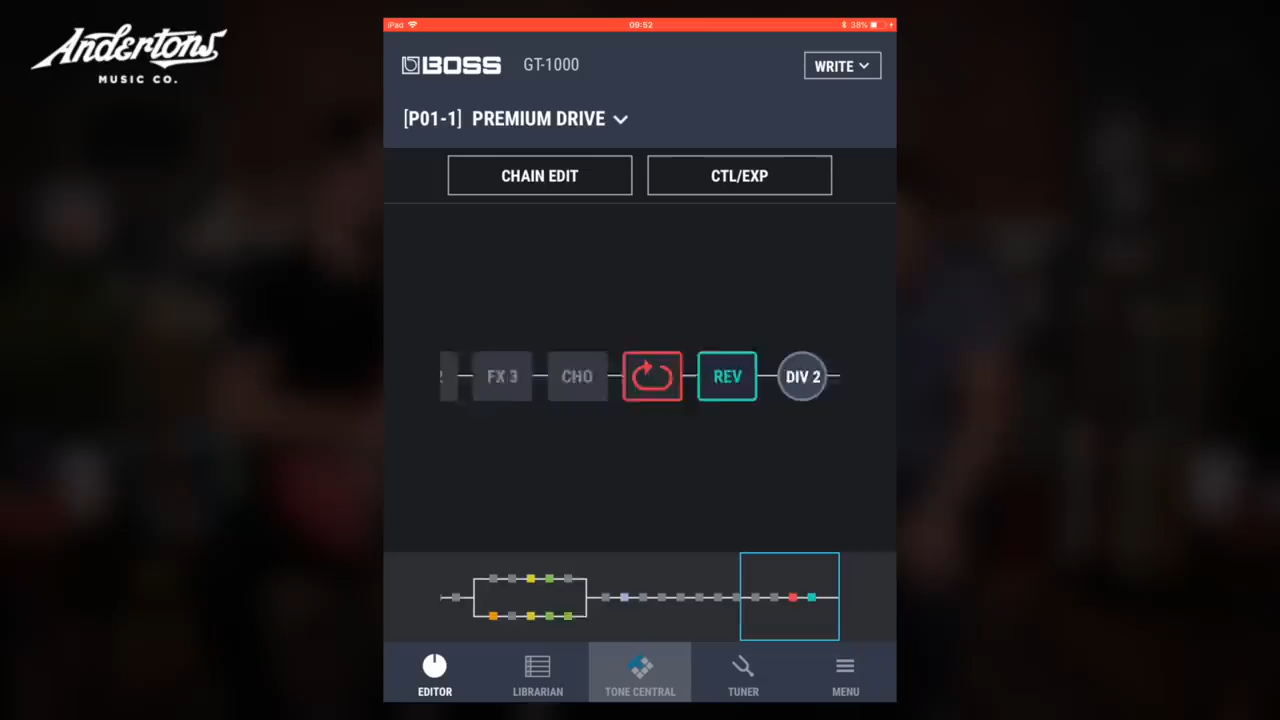 Andertons
MUSIC CO.
iPad 09:52 38%
BOSS GT-1000 WRITE
[P01-1] PREMIUM DRIVE
CHAIN EDIT CTL/EXP
FX 3 CHO REV DIV 2
EDITOR LIBRARIAN TONE CENTRAL TUNER MENU